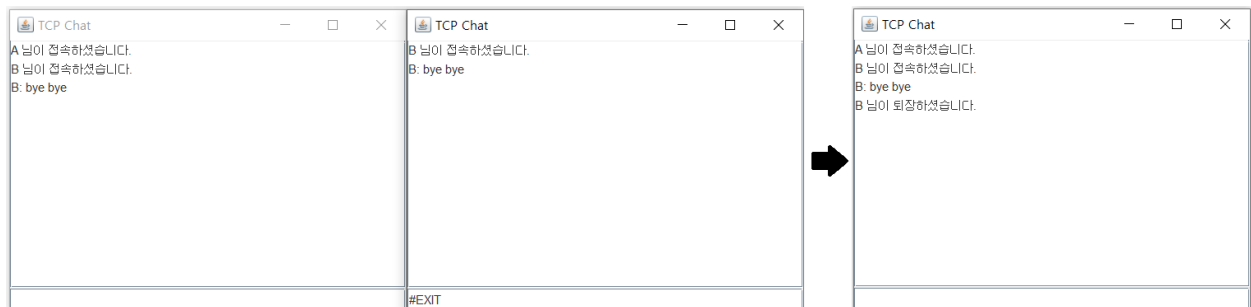 TCP Chat
A 님이 접속하셨습니다.
B 님이 접속하셨습니다.
B: bye bye
TCP Chat
B 님이 접속하셨습니다.
B: bye bye
#EXIT
TCP Chat
A 님이 접속하셨습니다.
B 님이 접속하셨습니다.
B: bye bye
B 님이 퇴장하셨습니다.